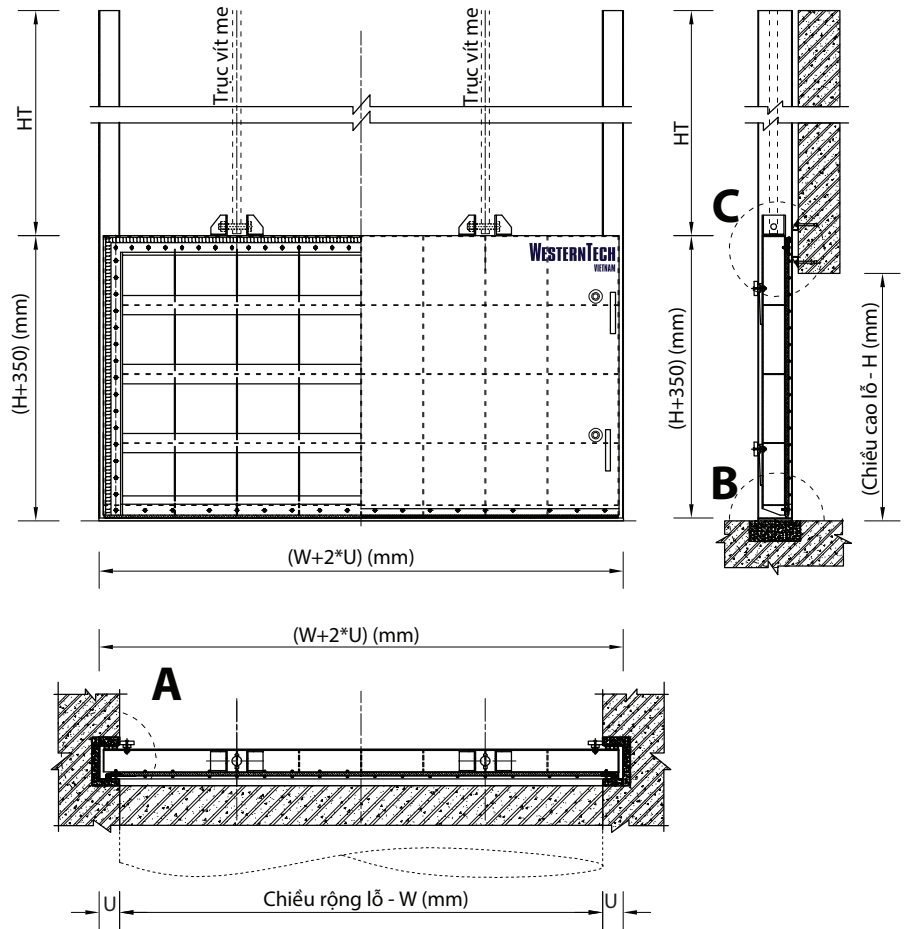 HT
Trục vít me
Trục vít me
HT
C
WESTERNTECH
VIETNAM
(H+350) (mm)
(H+350) (mm)
(Chiều cao lỗ - H (mm)
B
(W+2*U) (mm)
(W+2*U) (mm)
A
U
Chiều rộng lỗ - W (mm)
U